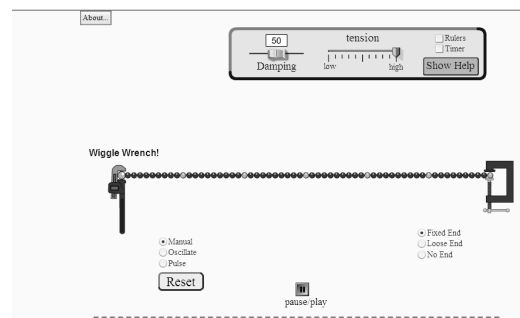 About...
50
Damping
tension
low
high
Rulers
Timer
Show Help
Wiggle Wrench!
Manual
Oscillate
Pulse
Reset
Fixed End
Loose End
No End
pause/play